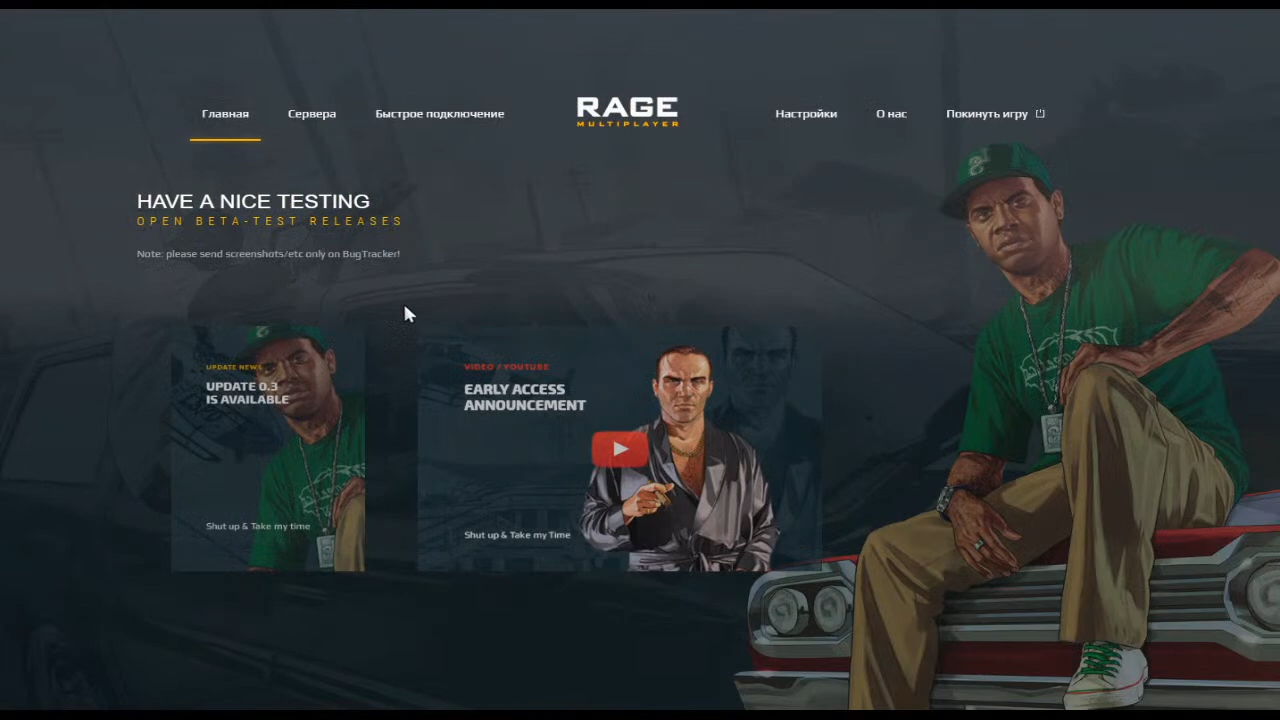 Главная
Сервера
Быстрое подключение
RAGE
MULTIPLAYER
Настройки
О нас
Покинуть игру
HAVE A NICE TESTING
OPEN BETA-TEST RELEASES
Note: please send screenshots/etc only on BugTracker!
UPDATE NEWS
UPDATE 0.3
IS AVAILABLE
Shut up & Take my time
VIDEO / YOUTUBE
EARLY ACCESS
ANNOUNCEMENT
Shut up & Take my Time